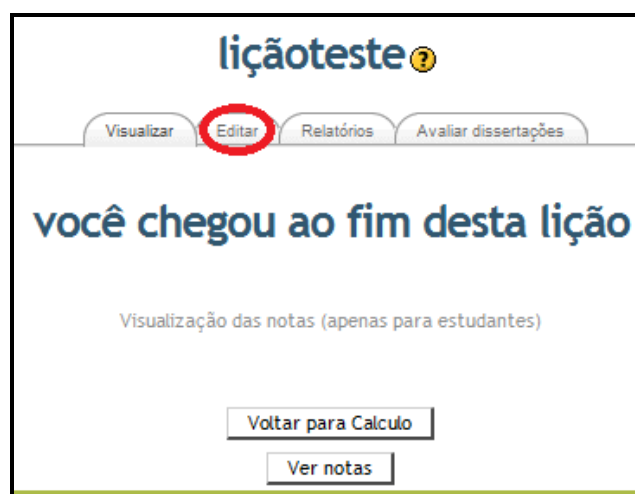 liçãoteste
Visualizar Editar Relatórios Avaliar dissertações
você chegou ao fim desta lição
Visualização das notas (apenas para estudantes)
Voltar para Calculo
Ver notas